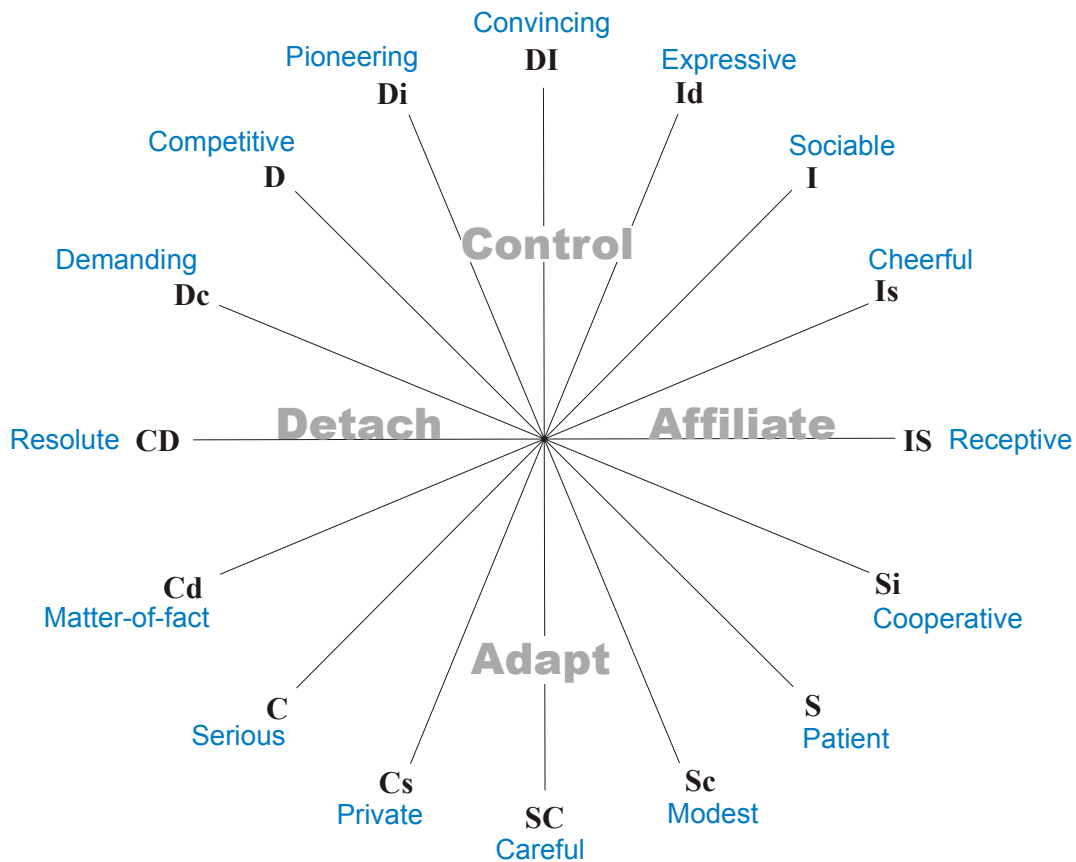 Convincing
DI
Pioneering
Di
Expressive
Id
Competitive
D
Sociable
I
Control
Demanding
Dc
Cheerful
Is
Resolute CD Detach Affiliate IS Receptive
Cd
Matter-of-fact
Si
Cooperative
Adapt
C
Serious
S
Patient
Cs
Private
Sc
Modest
SC
Careful